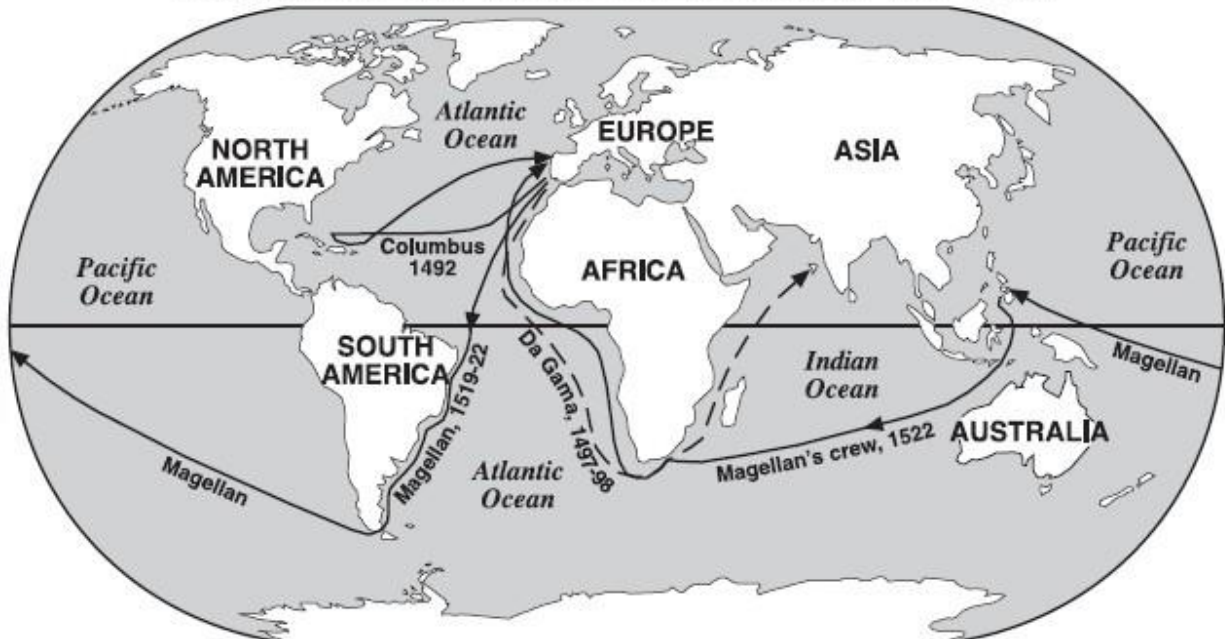 Atlantic
Ocean
NORTH
AMERICA
EUROPE
ASIA
Columbus
1492
AFRICA
Pacific
Ocean
Pacific
Ocean
SOUTH
AMERICA
Magellan, 1519-22
Da Gama, 1497-98
Indian
Ocean
Magellan
AUSTRALIA
Magellan's crew, 1522
Magellan
Atlantic
Ocean